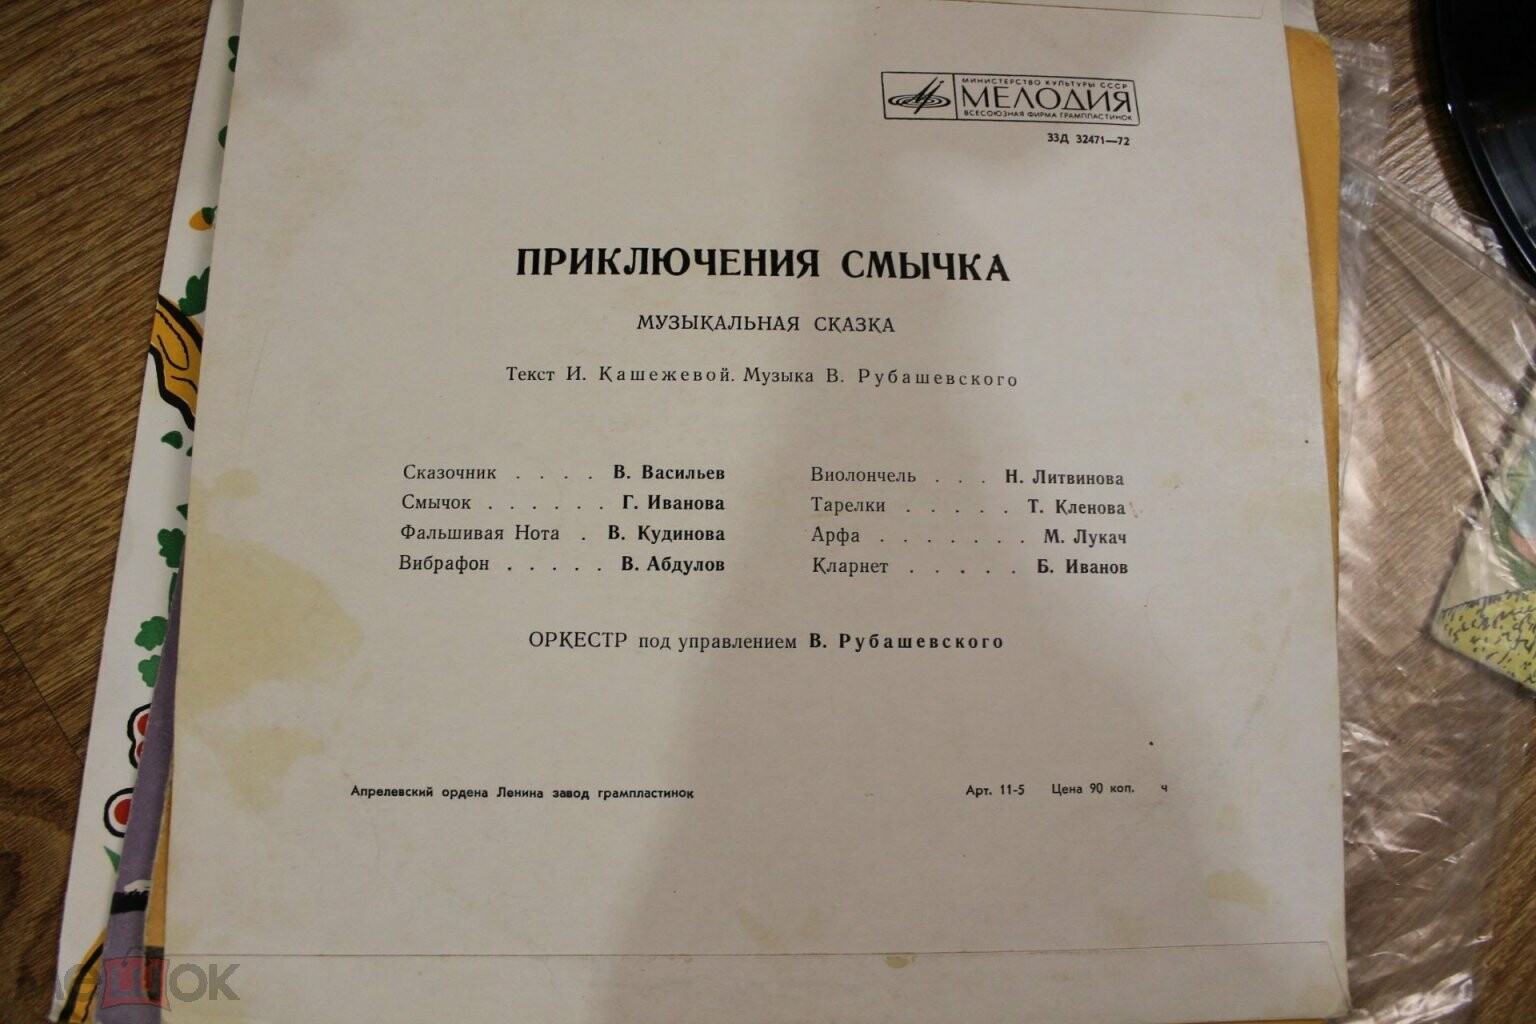 МИНИСТЕРСТВО КУЛЬТУРЫ СССР
МЕЛОДИЯ
ВСЕСОЮЗНАЯ ФИРМА ГРАМПЛАСТИНОК
33Д 32471—72
ПРИКЛЮЧЕНИЯ СМЫЧКА
МУЗЫКАЛЬНАЯ СКАЗКА
Текст И. Кашежевой. Музыка В. Рубашевского
Сказочник . . . . В. Васильев
Смычок . . . . . . Г. Иванова
Фальшивая Нота . В. Кудинова
Вибрафон . . . . . В. Абдулов
Виолончель . . . Н. Литвинова
Тарелки . . . . . Т. Кленова
Арфа . . . . . . . М. Лукач
Кларнет . . . . . Б. Иванов
ОРКЕСТР под управлением В. Рубашевского
Апрелевский ордена Ленина завод грампластинок
Арт. 11-5 Цена 90 коп. ч
мешок